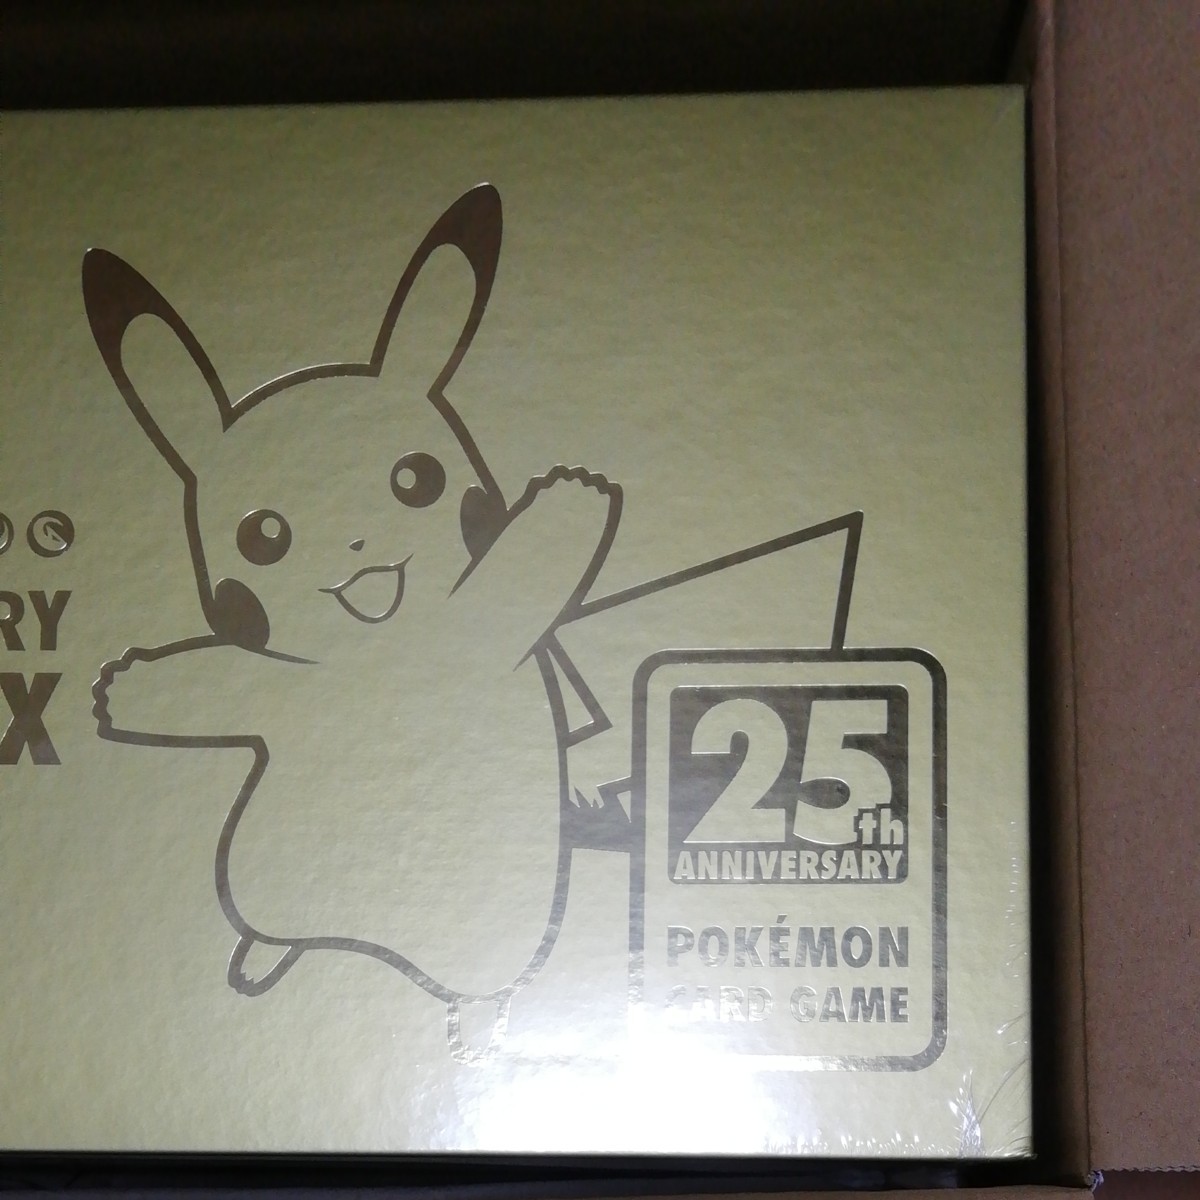 RY
X
25th
ANNIVERSARY
POKÉMON
CARD GAME